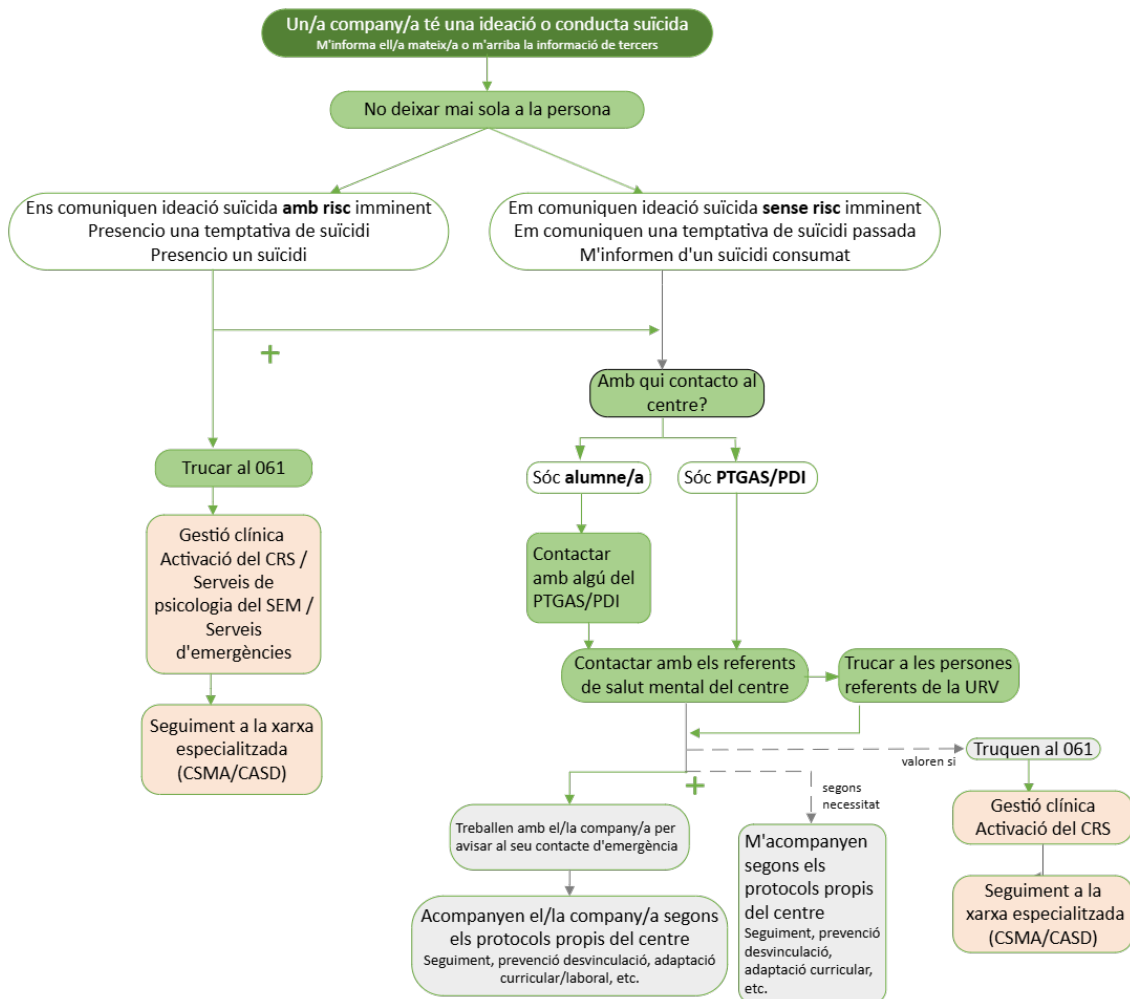 Un/a company/a té una ideació o conducta suïcida
M'informa ell/a mateix/a o m'arriba la informació de tercers
No deixar mai sola a la persona
Ens comuniquen ideació suïcida amb risc imminent
Presencio una temptativa de suïcidi
Presencio un suïcidi
Em comuniquen ideació suïcida sense risc imminent
Em comuniquen una temptativa de suïcidi passada
M'informen d'un suïcidi consumat
+
Amb qui contacto al
centre?
Trucar al 061
Sóc alumne/a
Sóc PTGAS/PDI
Gestió clínica
Activació del CRS /
Serveis de
psicologia del SEM /
Serveis
d'emergències
Contactar
amb algú del
PTGAS/PDI
Contactar amb els referents
de salut mental del centre
Trucar a les persones
referents de la URV
Seguiment a la xarxa
especialitzada
(CSMA/CASD)
valoren si
Truquen al 061
+
segons
necessitat
Treballen amb el/la company/a per
avisar al seu contacte d'emergència
Gestió clínica
Activació del CRS
M'acompanyen
segons els
protocols propis
del centre
Seguiment, prevenció
desvinculació,
adaptació curricular,
etc.
Acompanyen el/la company/a segons
els protocols propis del centre
Seguiment, prevenció desvinculació, adaptació
curricular/laboral, etc.
Seguiment a la
xarxa especialitzada
(CSMA/CASD)